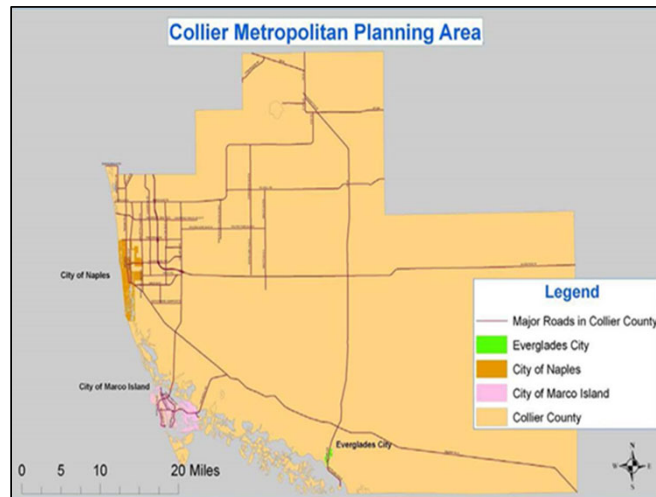 Collier Metropolitan Planning Area
City of Naples
City of Marco Island
Everglades City
Legend
Major Roads in Collier County
Everglades City
City of Naples
City of Marco Island
Collier County
0 5 10 20 Miles
N
W E
S